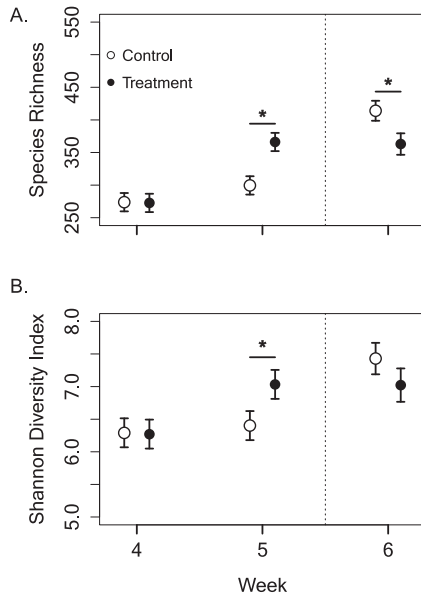 A.
Species Richness
550
450
350
250
Control
Treatment
*
*
B.
Shannon Diversity Index
8.0
7.0
6.0
5.0
*
4 5 6
Week